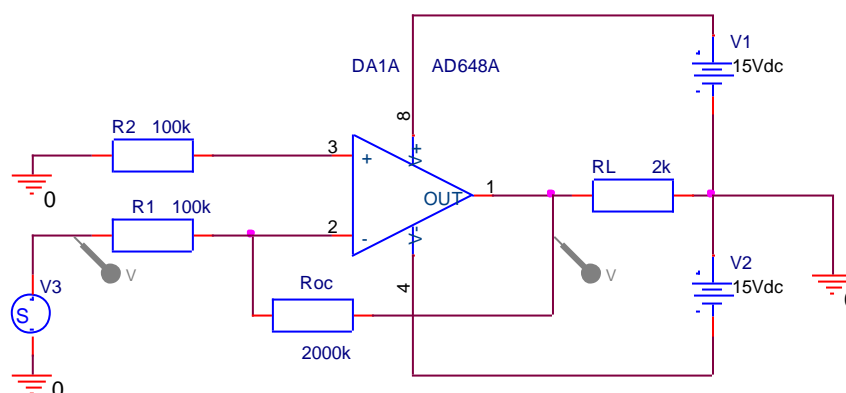 V1
DA1A AD648A
15Vdc
8
R2 100k
3
+
V+
RL 2k
0
1
OUT
R1 100k
2
-
V-
V
V
V3
Roc
4
V2
15Vdc
S
2000k
0